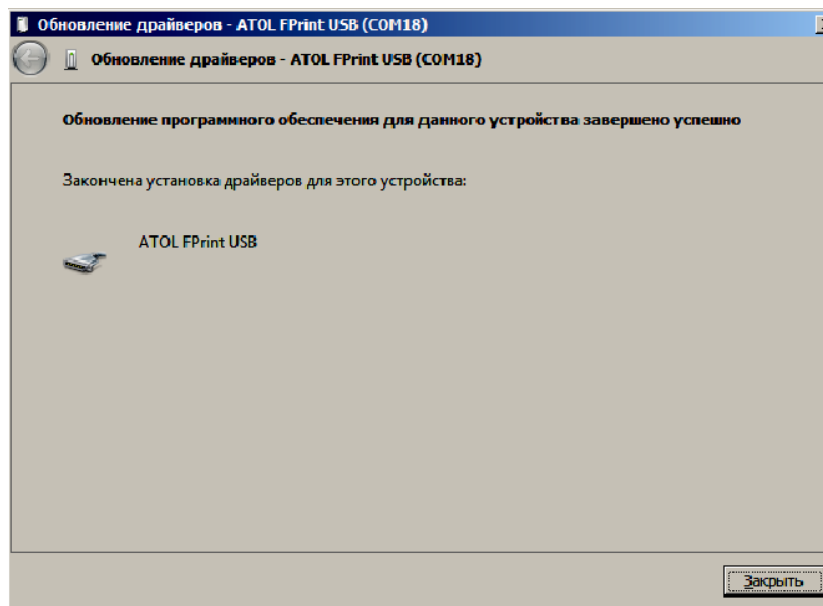 Обновление драйверов - ATOL FPrint USB (COM18)
Обновление драйверов - ATOL FPrint USB (COM18)
Обновление программного обеспечения для данного устройства завершено успешно
Закончена установка драйверов для этого устройства:
ATOL FPrint USB
Закрыть